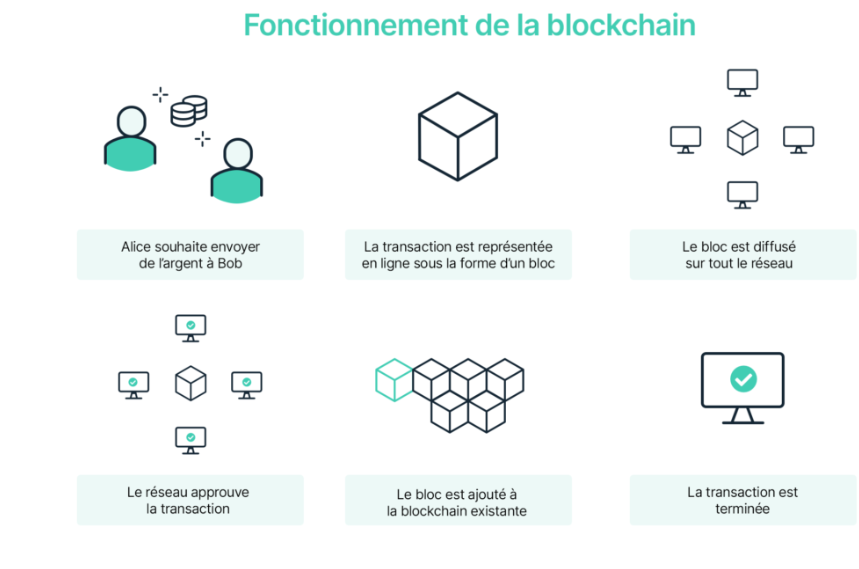 Fonctionnement de la blockchain
Alice souhaite envoyer
de l'argent à Bob
La transaction est représentée
en ligne sous la forme d'un bloc
Le bloc est diffusé
sur tout le réseau
Le réseau approuve
la transaction
Le bloc est ajouté à
la blockchain existante
La transaction est
terminée